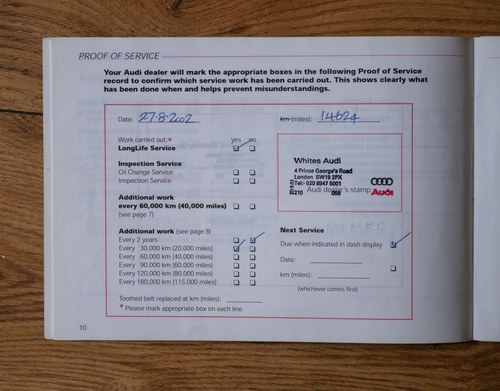 PROOF OF SERVICE
Your Audi dealer will mark the appropriate boxes in the following Proof of Service
record to confirm which service work has been carried out. This shows clearly what
has been done when and helps prevent misunderstandings.
Date: 27-8-2002 km (miles): 14624
Work carried out:* yes no
LongLife Service
Inspection Service
Oil Change Service
Inspection Service
Whites Audi
4 Prince George's Road
London SW19 2PX
Tel:- 020 8947 5001
210 Audi dealer's stamp Audi
Additional work
every 60,000 km (40,000 miles)
(see page 7)
Additional work (see page 8)
Every 2 years
Every 30,000 km (20,000 miles)
Every 60,000 km (40,000 miles)
Every 90,000 km (60,000 miles)
Every 120,000 km (80,000 miles)
Every 180,000 km (115,000 miles)
Next Service
Due when indicated in dash display
Date:
km (miles):
(whichever comes first)
Toothed belt replaced at km (miles):
* Please mark appropriate box on each line
10